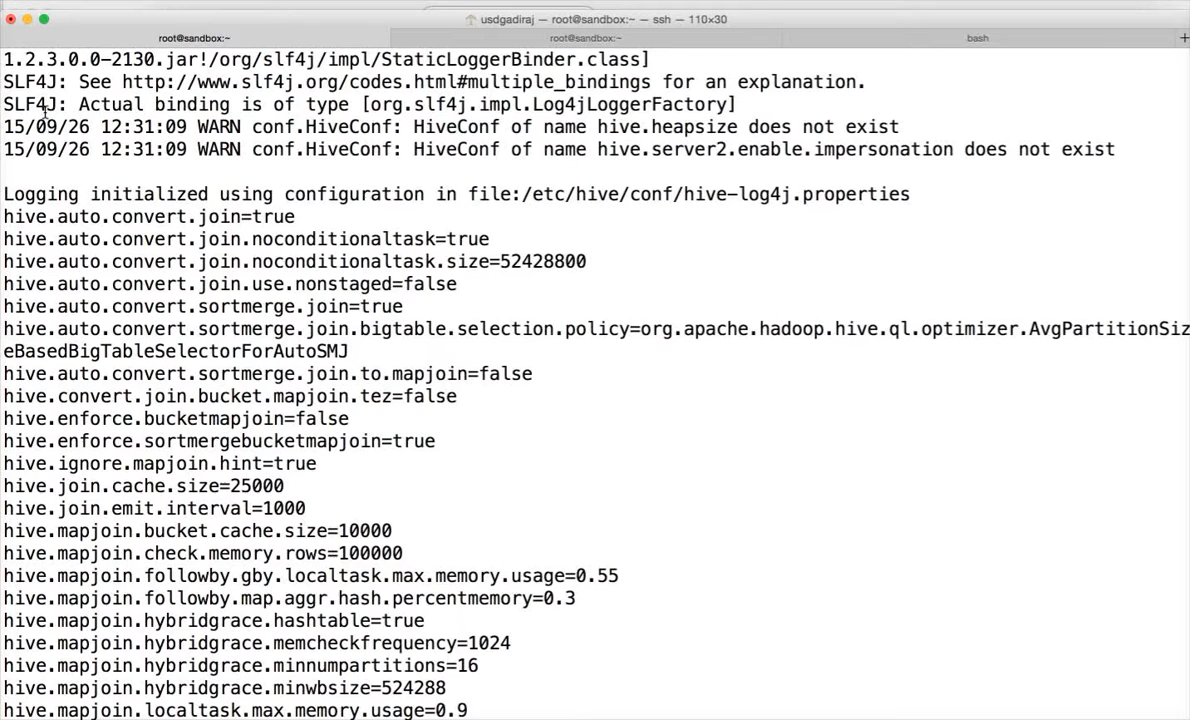 usdgadiraj — root@sandbox:~ — ssh — 110×30
root@sandbox:~ root@sandbox:~ bash +
1.2.3.0.0-2130.jar!/org/slf4j/impl/StaticLoggerBinder.class]
SLF4J: See http://www.slf4j.org/codes.html#multiple_bindings for an explanation.
SLF4J: Actual binding is of type [org.slf4j.impl.Log4jLoggerFactory]
15/09/26 12:31:09 WARN conf.HiveConf: HiveConf of name hive.heapsize does not exist
15/09/26 12:31:09 WARN conf.HiveConf: HiveConf of name hive.server2.enable.impersonation does not exist
Logging initialized using configuration in file:/etc/hive/conf/hive-log4j.properties
hive.auto.convert.join=true
hive.auto.convert.join.noconditionaltask=true
hive.auto.convert.join.noconditionaltask.size=52428800
hive.auto.convert.join.use.nonstaged=false
hive.auto.convert.sortmerge.join=true
hive.auto.convert.sortmerge.join.bigtable.selection.policy=org.apache.hadoop.hive.ql.optimizer.AvgPartitionSiz
eBasedBigTableSelectorForAutoSMJ
hive.auto.convert.sortmerge.join.to.mapjoin=false
hive.convert.join.bucket.mapjoin.tez=false
hive.enforce.bucketmapjoin=false
hive.enforce.sortmergebucketmapjoin=true
hive.ignore.mapjoin.hint=true
hive.join.cache.size=25000
hive.join.emit.interval=1000
hive.mapjoin.bucket.cache.size=10000
hive.mapjoin.check.memory.rows=100000
hive.mapjoin.followby.gby.localtask.max.memory.usage=0.55
hive.mapjoin.followby.map.aggr.hash.percentmemory=0.3
hive.mapjoin.hybridgrace.hashtable=true
hive.mapjoin.hybridgrace.memcheckfrequency=1024
hive.mapjoin.hybridgrace.minnumpartitions=16
hive.mapjoin.hybridgrace.minwbsize=524288
hive.mapjoin.localtask.max.memory.usage=0.9